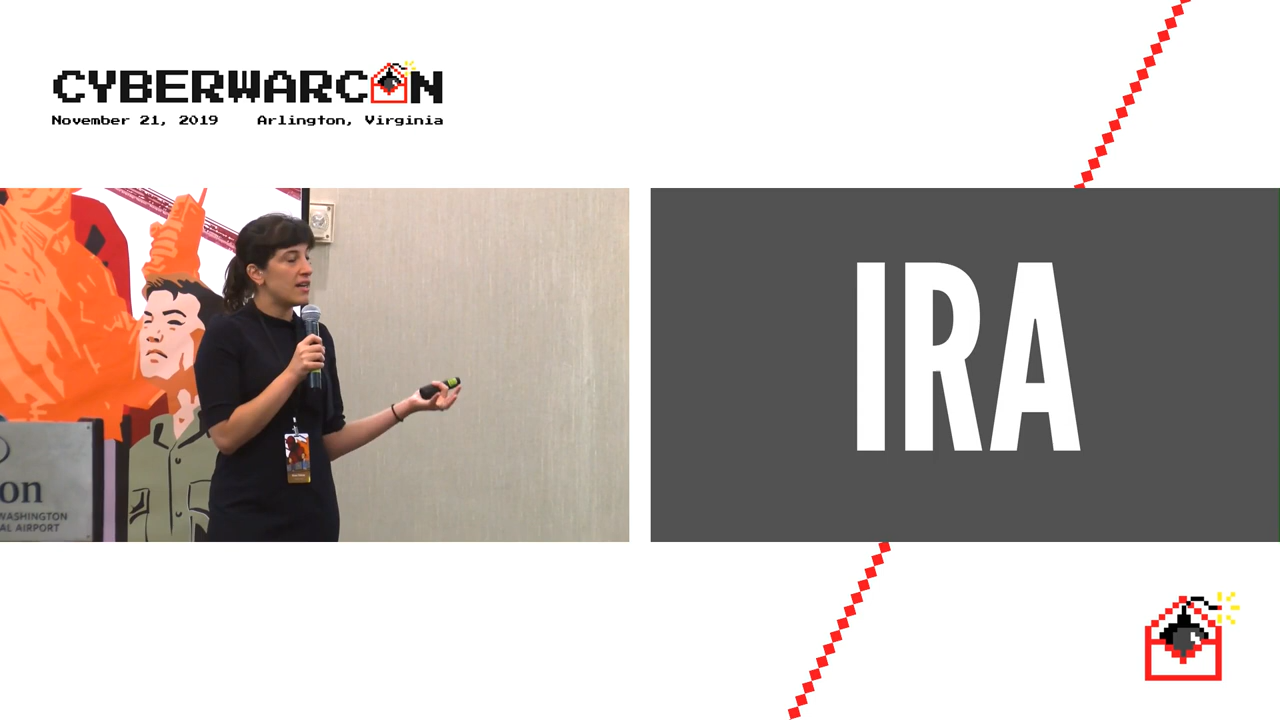 CYBERWARCON
November 21, 2019 Arlington, Virginia
IRA
on
WASHINGTON
AL AIRPORT